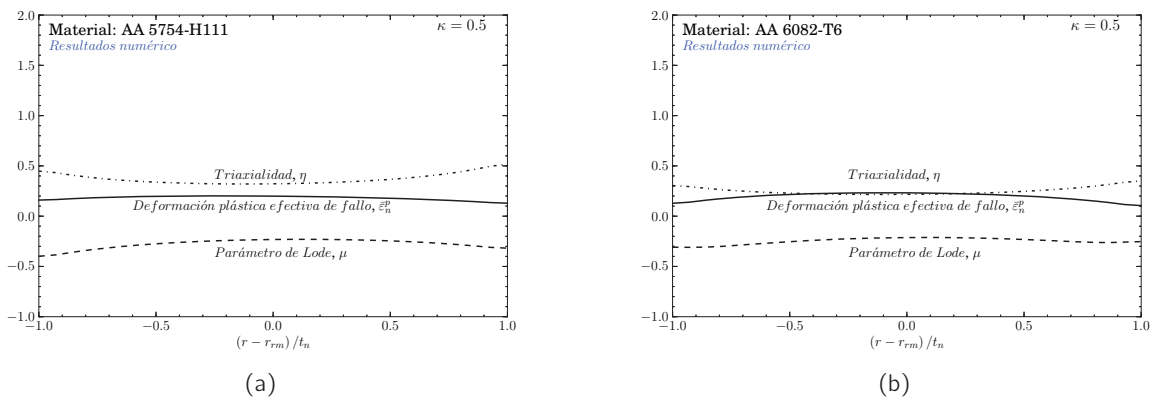 2.0
1.5
1.0
0.5
0.0
−0.5
−1.0
Material: AA 5754-H111
Resultados numérico
κ = 0.5
Triaxialidad, η
Deformación plástica efectiva de fallo, ε̄ₙᵖ
Parámetro de Lode, μ
−1.0 −0.5 0.0 0.5 1.0
(r − rᵣₘ) /tₙ
(a)
2.0
1.5
1.0
0.5
0.0
−0.5
−1.0
Material: AA 6082-T6
Resultados numérico
κ = 0.5
Triaxialidad, η
Deformación plástica efectiva de fallo, ε̄ₙᵖ
Parámetro de Lode, μ
−1.0 −0.5 0.0 0.5 1.0
(r − rᵣₘ) /tₙ
(b)